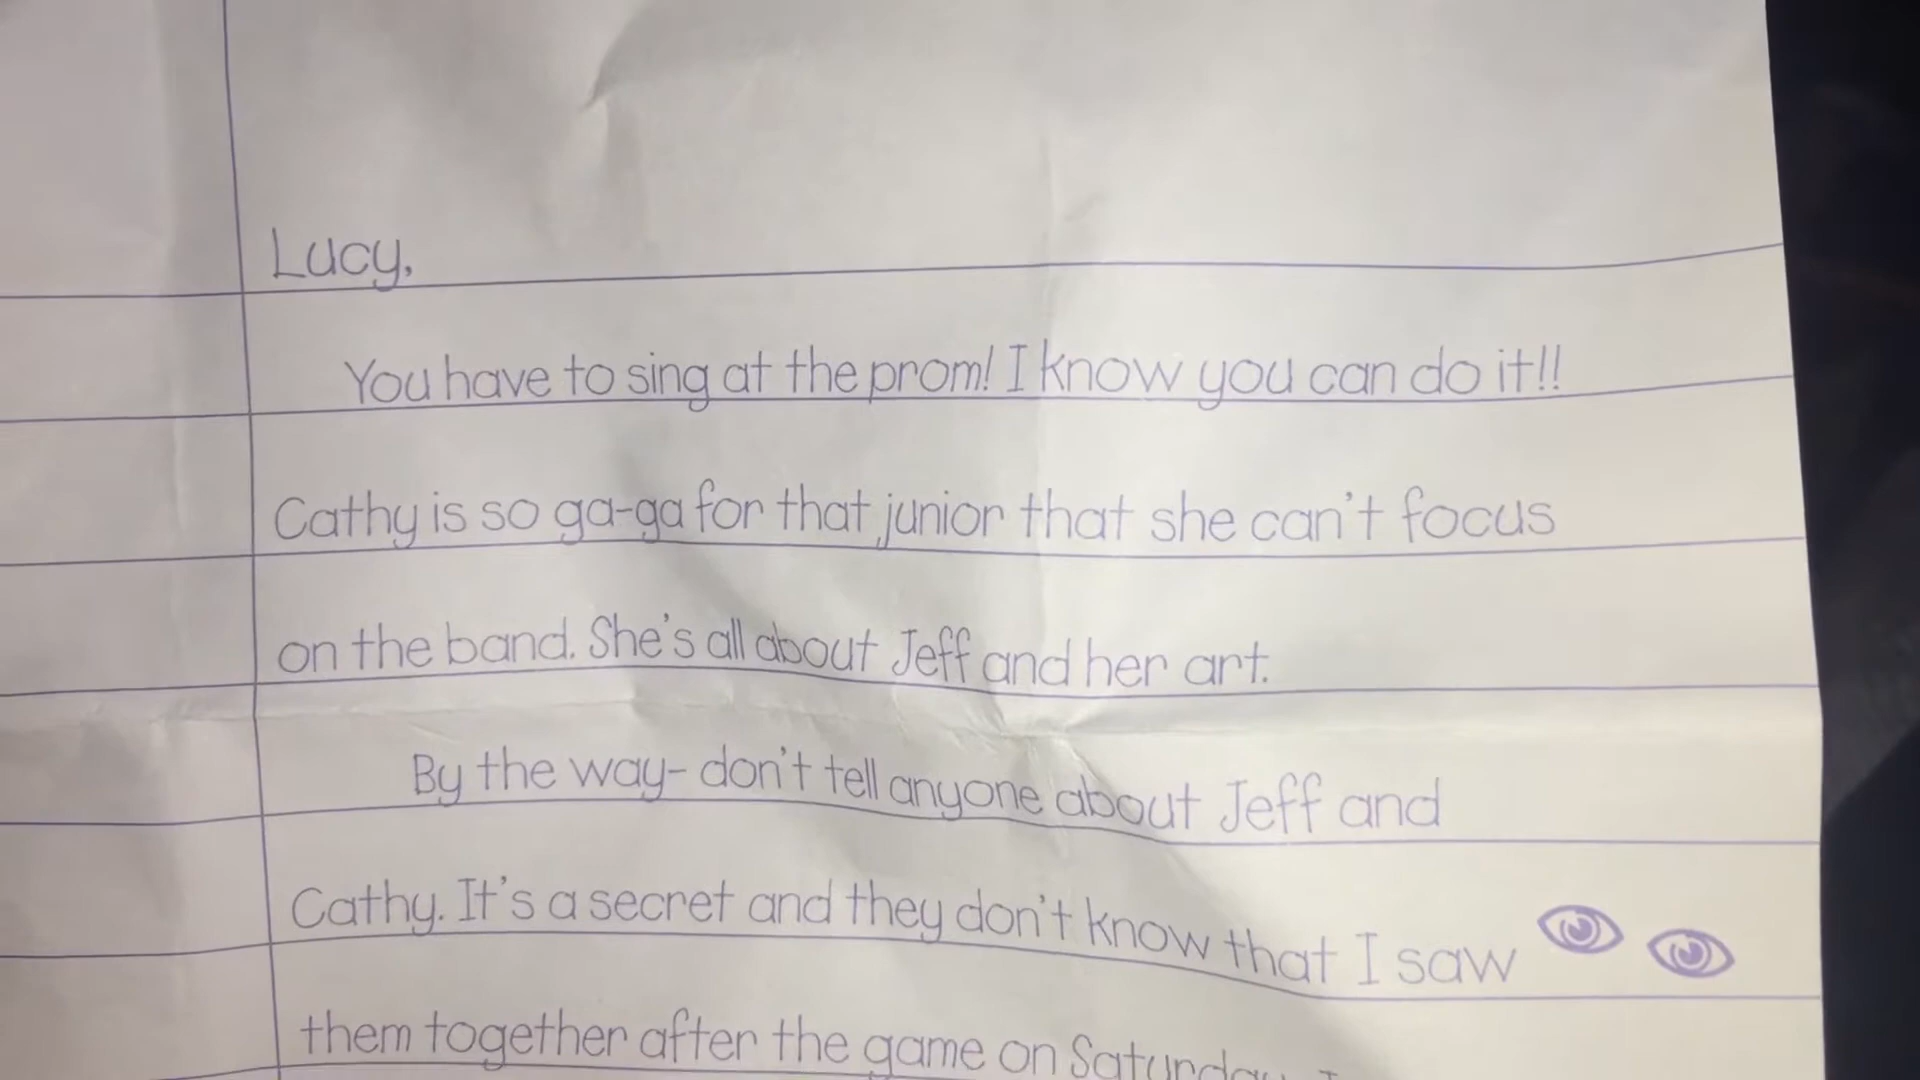 Lucy,
You have to sing at the prom! I know you can do it!!
Cathy is so ga-ga for that junior that she can't focus
on the band. She's all about Jeff and her art.
By the way- don't tell anyone about Jeff and
Cathy. It's a secret and they don't know that I saw
them together after the game on Saturday. I